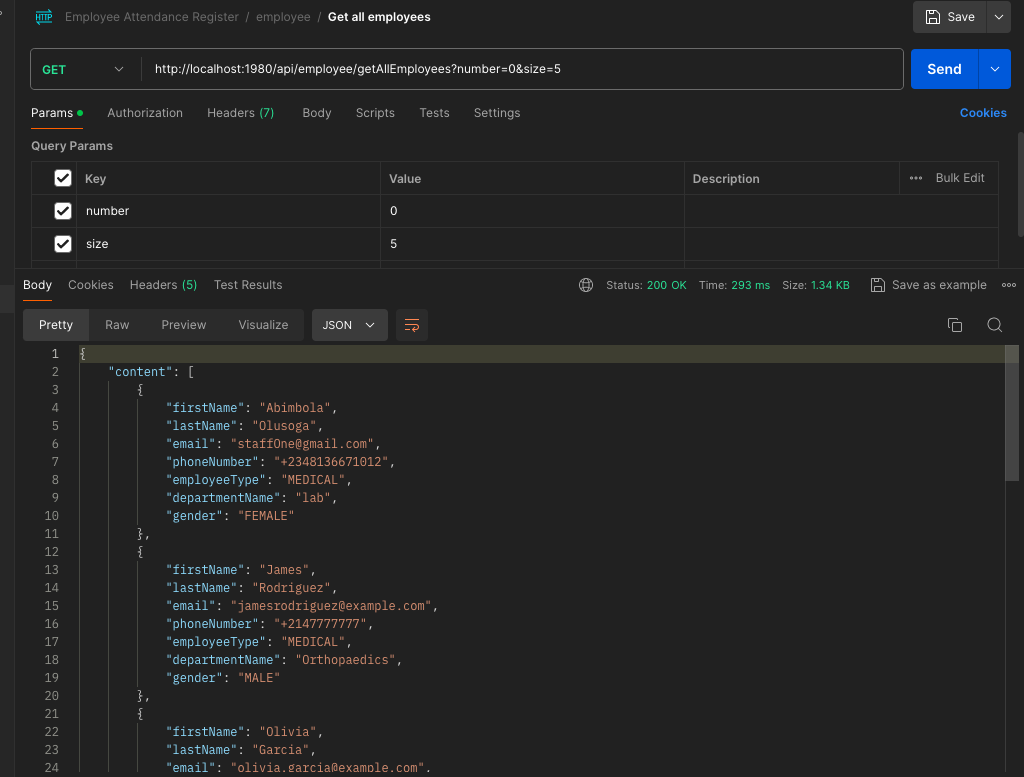 HTTP Employee Attendance Register / employee / Get all employees Save
GET http://localhost:1980/api/employee/getAllEmployees?number=0&size=5 Send
Params Authorization Headers (7) Body Scripts Tests Settings Cookies
Query Params
Key Value Description ••• Bulk Edit
number 0
size 5
Body Cookies Headers (5) Test Results Status: 200 OK Time: 293 ms Size: 1.34 KB Save as example
Pretty Raw Preview Visualize JSON
1 {
2 "content": [
3 {
4 "firstName": "Abimbola",
5 "lastName": "Olusoga",
6 "email": "staffOne@gmail.com",
7 "phoneNumber": "+2348136671012",
8 "employeeType": "MEDICAL",
9 "departmentName": "lab",
10 "gender": "FEMALE"
11 },
12 {
13 "firstName": "James",
14 "lastName": "Rodriguez",
15 "email": "jamesrodriguez@example.com",
16 "phoneNumber": "+2147777777",
17 "employeeType": "MEDICAL",
18 "departmentName": "Orthopaedics",
19 "gender": "MALE"
20 },
21 {
22 "firstName": "Olivia",
23 "lastName": "Garcia",
24 "email": "olivia.garcia@example.com",